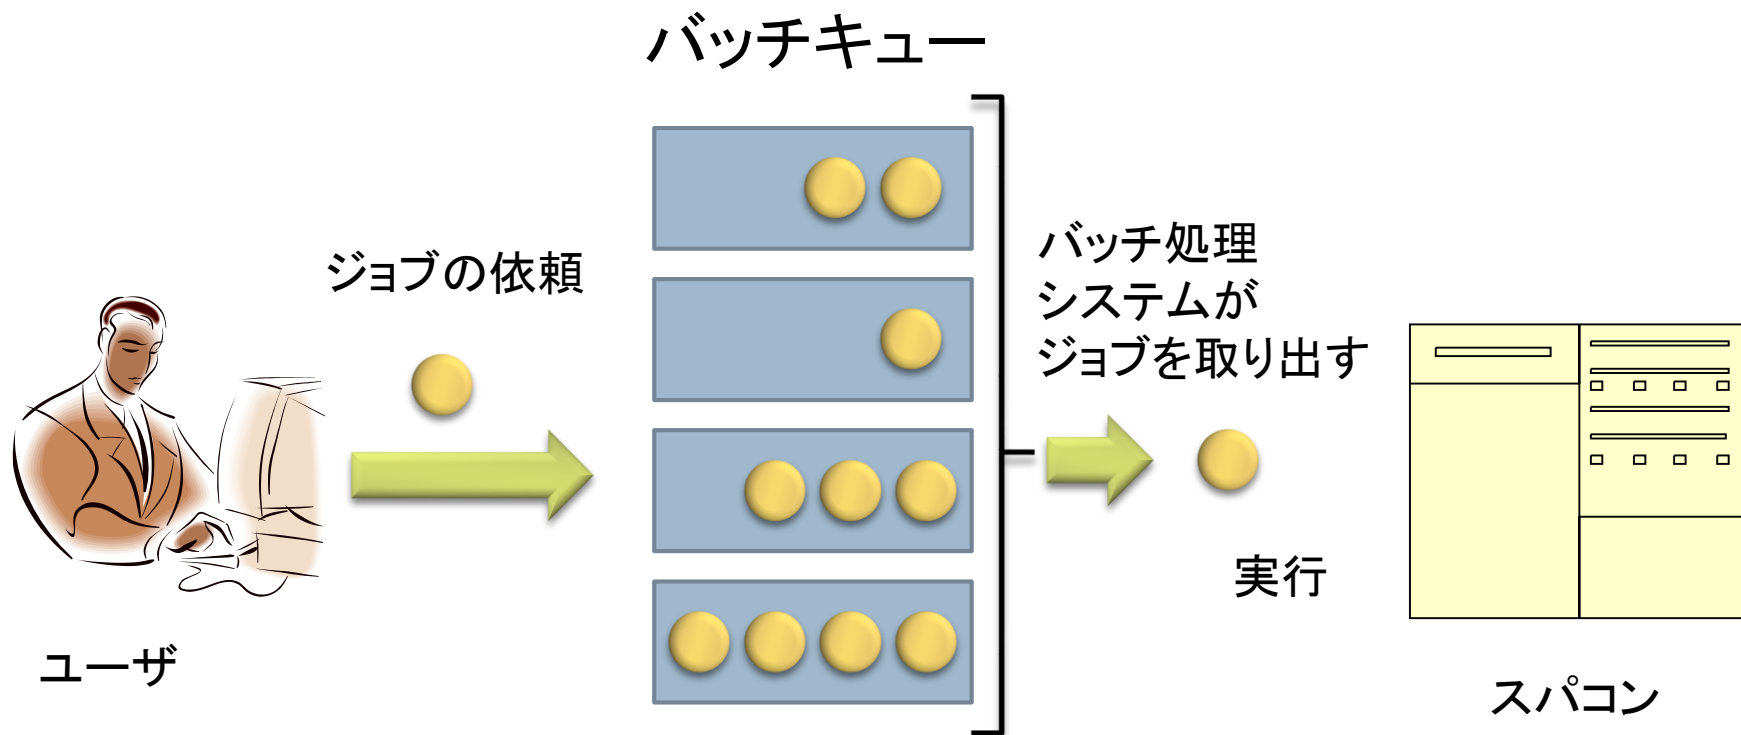 バッチキュー
ジョブの依頼
バッチ処理
システムが
ジョブを取り出す
実行
ユーザ
スパコン